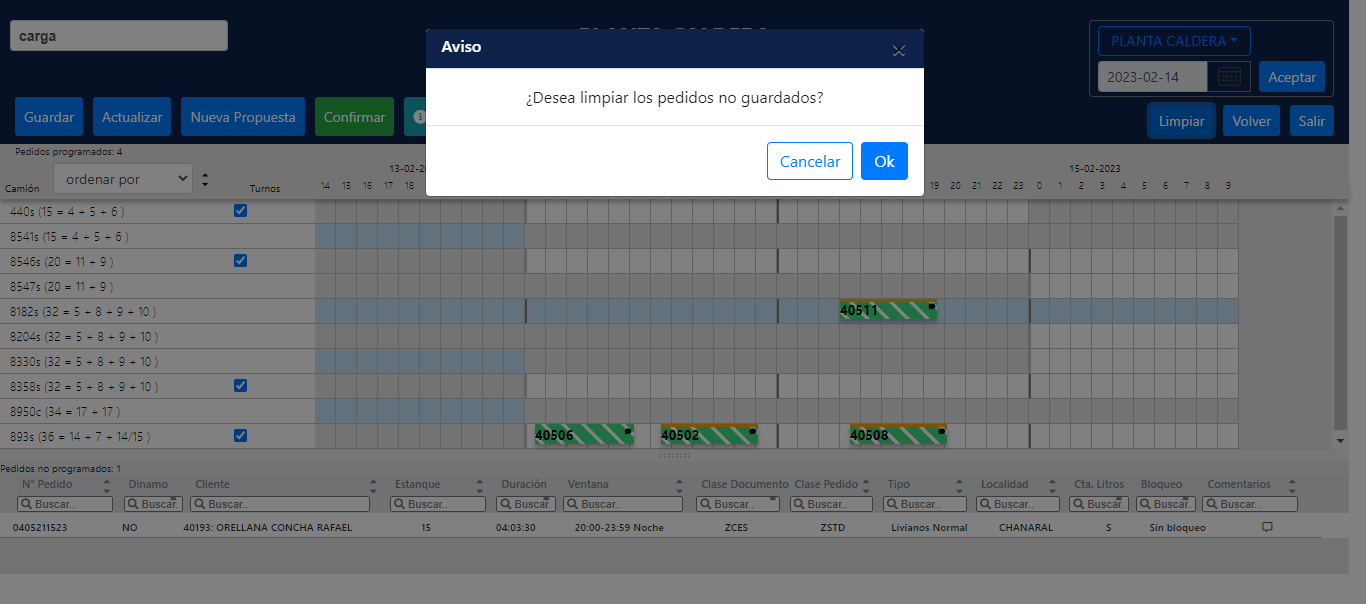 carga
Aviso
PLANTA CALDERA
2023-02-14
Aceptar
¿Desea limpiar los pedidos no guardados?
Guardar
Actualizar
Nueva Propuesta
Confirmar
Limpiar
Volver
Salir
Cancelar
Ok
Pedidos programados: 4
15-02-2023
Camión
ordenar por
Turnos
14 15 16 17 18
19 20 21 22 23 0 1 2 3 4 5 6 7 8 9
440s (15 = 4 + 5 + 6 )
8541s (15 = 4 + 5 + 6 )
8546s (20 = 11 + 9 )
8547s (20 = 11 + 9 )
8182s (32 = 5 + 8 + 9 + 10 ) 40511
8204s (32 = 5 + 8 + 9 + 10 )
8330s (32 = 5 + 8 + 9 + 10 )
8358s (32 = 5 + 8 + 9 + 10 )
8950c (34 = 17 + 17 )
893s (36 = 14 + 7 + 14/15 ) 40506 40502 40508
Pedidos no programados: 1
N° Pedido Dinamo Cliente Estanque Duración Ventana Clase Documento Clase Pedido Tipo Localidad Cta. Litros Bloqueo Comentarios
Buscar.. Buscar. Buscar.. Buscar.. Buscar. Buscar.. Buscar.. Buscar.. Buscar.. Buscar.. Buscar. Buscar. Buscar..
0405211523 NO 40193: ORELLANA CONCHA RAFAEL 15 04:03:30 20:00-23:59 Noche ZCES ZSTD Livianos Normal CHANARAL S Sin bloqueo